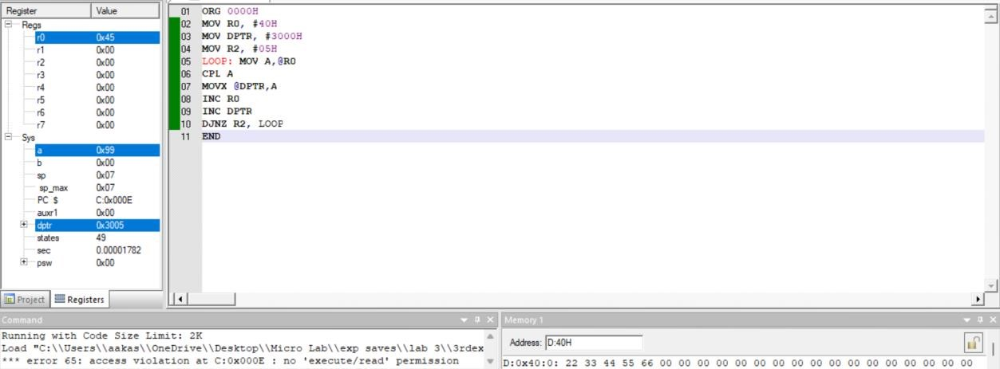 Register Value
Regs
r0 0x45
r1 0x00
r2 0x00
r3 0x00
r4 0x00
r5 0x00
r6 0x00
r7 0x00
Sys
a 0x99
b 0x00
sp 0x07
sp_max 0x07
PC $ C:0x000E
auxr1 0x00
dptr 0x3005
states 49
sec 0.00001782
psw 0x00
Project Registers
01 ORG 0000H
02 MOV R0, #40H
03 MOV DPTR, #3000H
04 MOV R2, #05H
05 LOOP: MOV A,@R0
06 CPL A
07 MOVX @DPTR,A
08 INC R0
09 INC DPTR
10 DJNZ R2, LOOP
11 END
Command
Running with Code Size Limit: 2K
Load "C:\\Users\\aakas\\OneDrive\\Desktop\\Micro Lab\\exp saves\\lab 3\\3rdex
*** error 65: access violation at C:0x000E : no 'execute/read' permission
Memory 1
Address: D:40H
D:0x40:0: 22 33 44 55 66 00 00 00 00 00 00 00 00 00 00 00 00 00 00 00 00 00 00